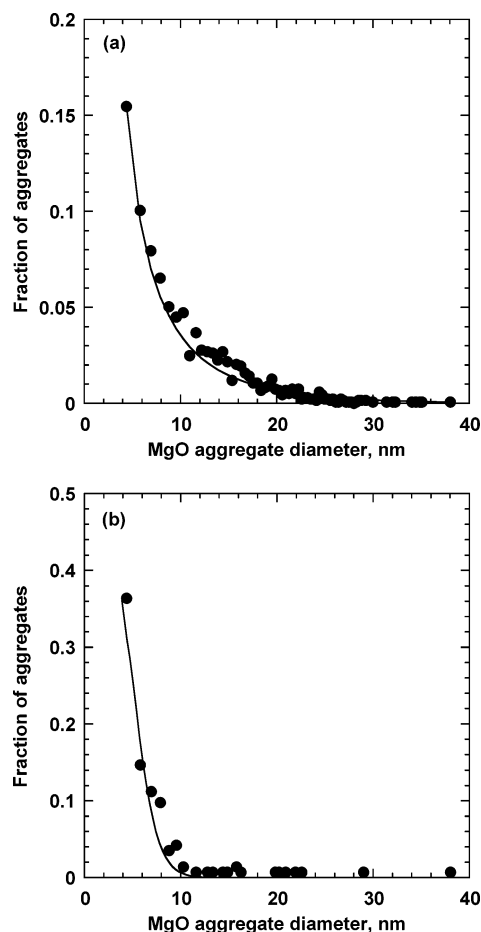 (a)
0.2
0.15
0.1
0.05
0
Fraction of aggregates
0 10 20 30 40
MgO aggregate diameter, nm
(b)
0.5
0.4
0.3
0.2
0.1
0
Fraction of aggregates
0 10 20 30 40
MgO aggregate diameter, nm